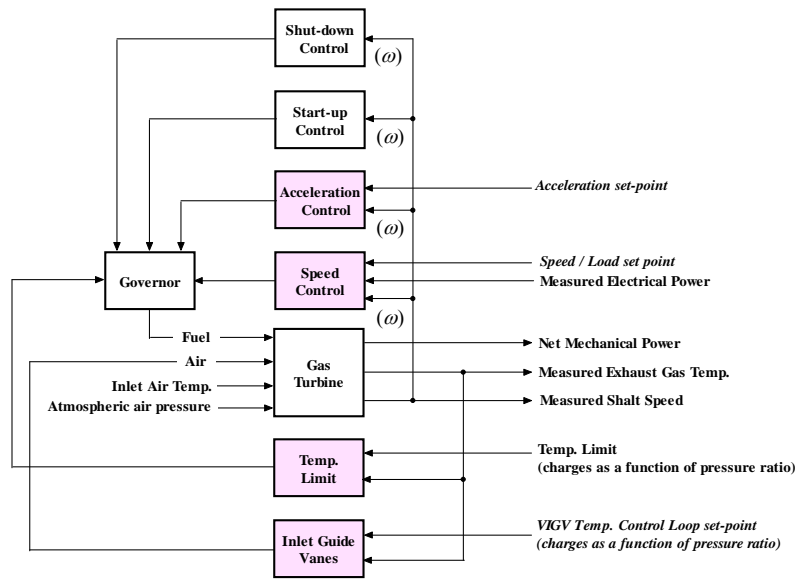 Shut-down
Control
(ω)
Start-up
Control
(ω)
Acceleration
Control
Acceleration set-point
(ω)
Governor
Speed
Control
Speed / Load set point
Measured Electrical Power
(ω)
Fuel
Air
Inlet Air Temp.
Atmospheric air pressure
Gas
Turbine
Net Mechanical Power
Measured Exhaust Gas Temp.
Measured Shalt Speed
Temp.
Limit
Temp. Limit
(charges as a function of pressure ratio)
Inlet Guide
Vanes
VIGV Temp. Control Loop set-point
(charges as a function of pressure ratio)